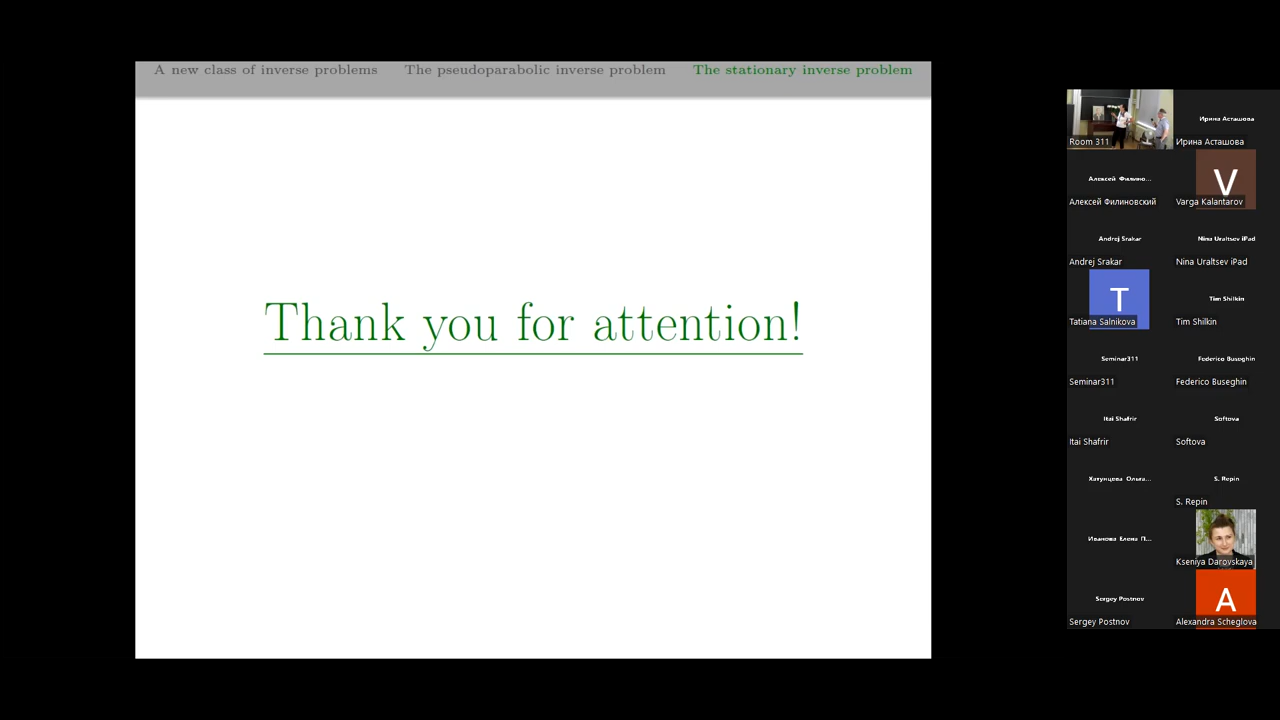 A new class of inverse problems The pseudoparabolic inverse problem The stationary inverse problem
Thank you for attention!
Room 311
Ирина Асташова
Ирина Асташова
Алексей Филино...
Алексей Филиновский
V
Varga Kalantarov
Andrej Srakar
Andrej Srakar
Nina Uraltsev iPad
Nina Uraltsev iPad
T
Tatiana Salnikova
Tim Shilkin
Tim Shilkin
Seminar311
Seminar311
Federico Buseghin
Federico Buseghin
Itai Shafrir
Itai Shafrir
Softova
Softova
Хатунцева Ольга...
S. Repin
S. Repin
Иванова Елена П...
Kseniya Darovskaya
Sergey Postnov
Sergey Postnov
A
Alexandra Scheglova